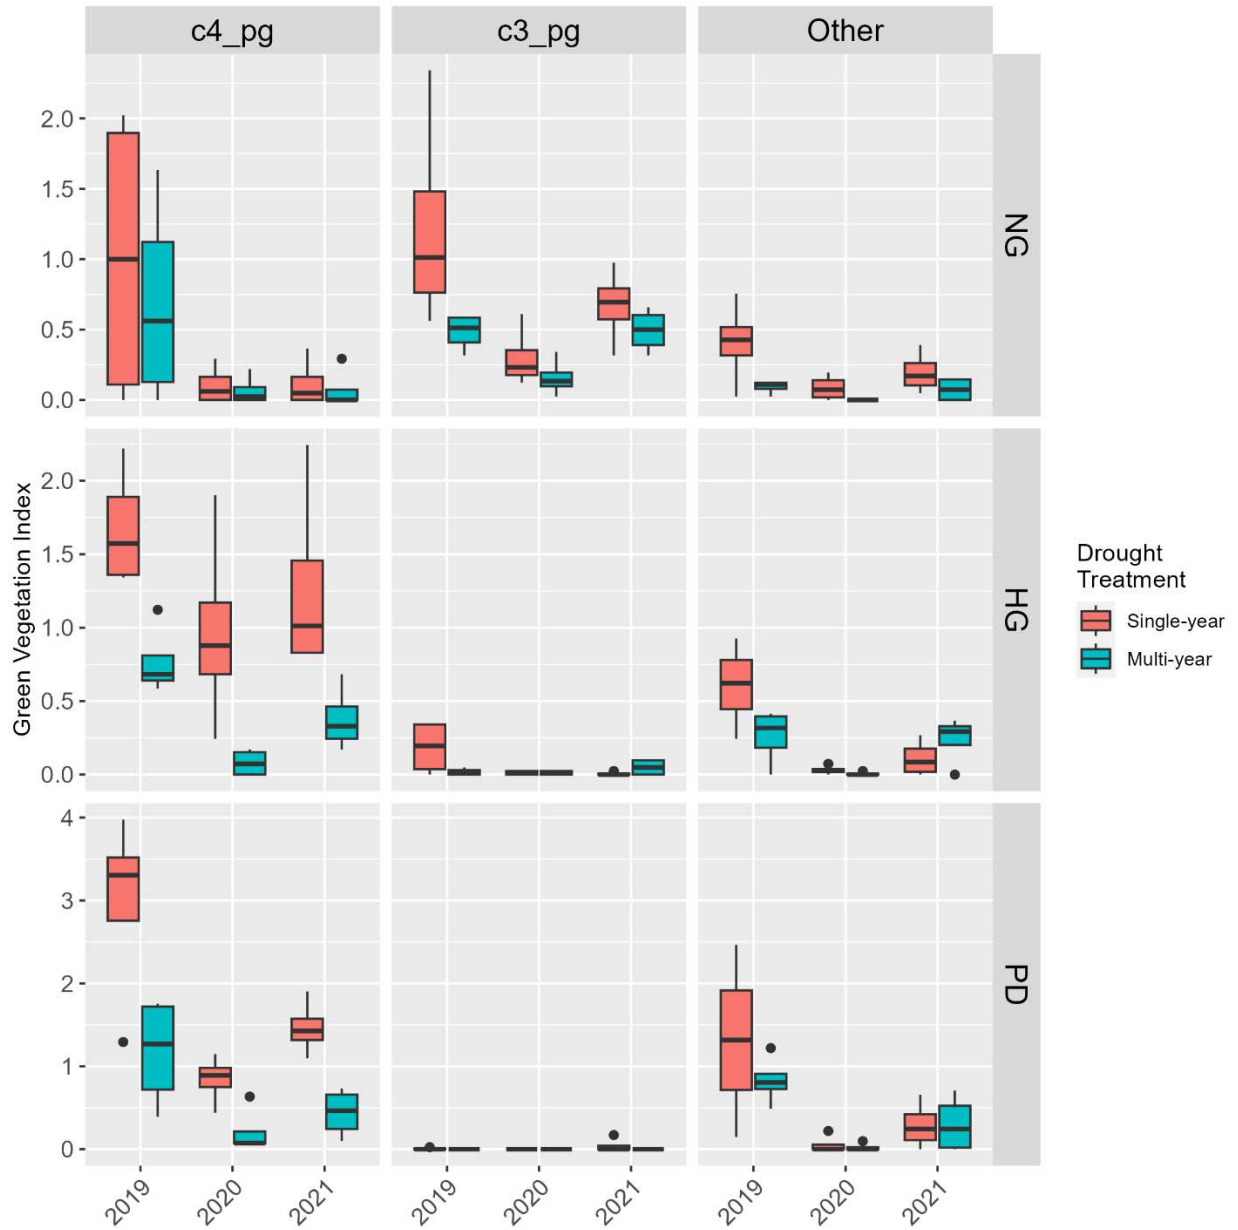 c4_pg c3_pg Other
2.0
1.5
1.0
0.5
0.0
NG
2.0
1.5
1.0
0.5
0.0
HG
4
3
2
1
0
PD
2019 2020 2021 2019 2020 2021 2019 2020 2021
Green Vegetation Index
Drought
Treatment
Single-year
Multi-year